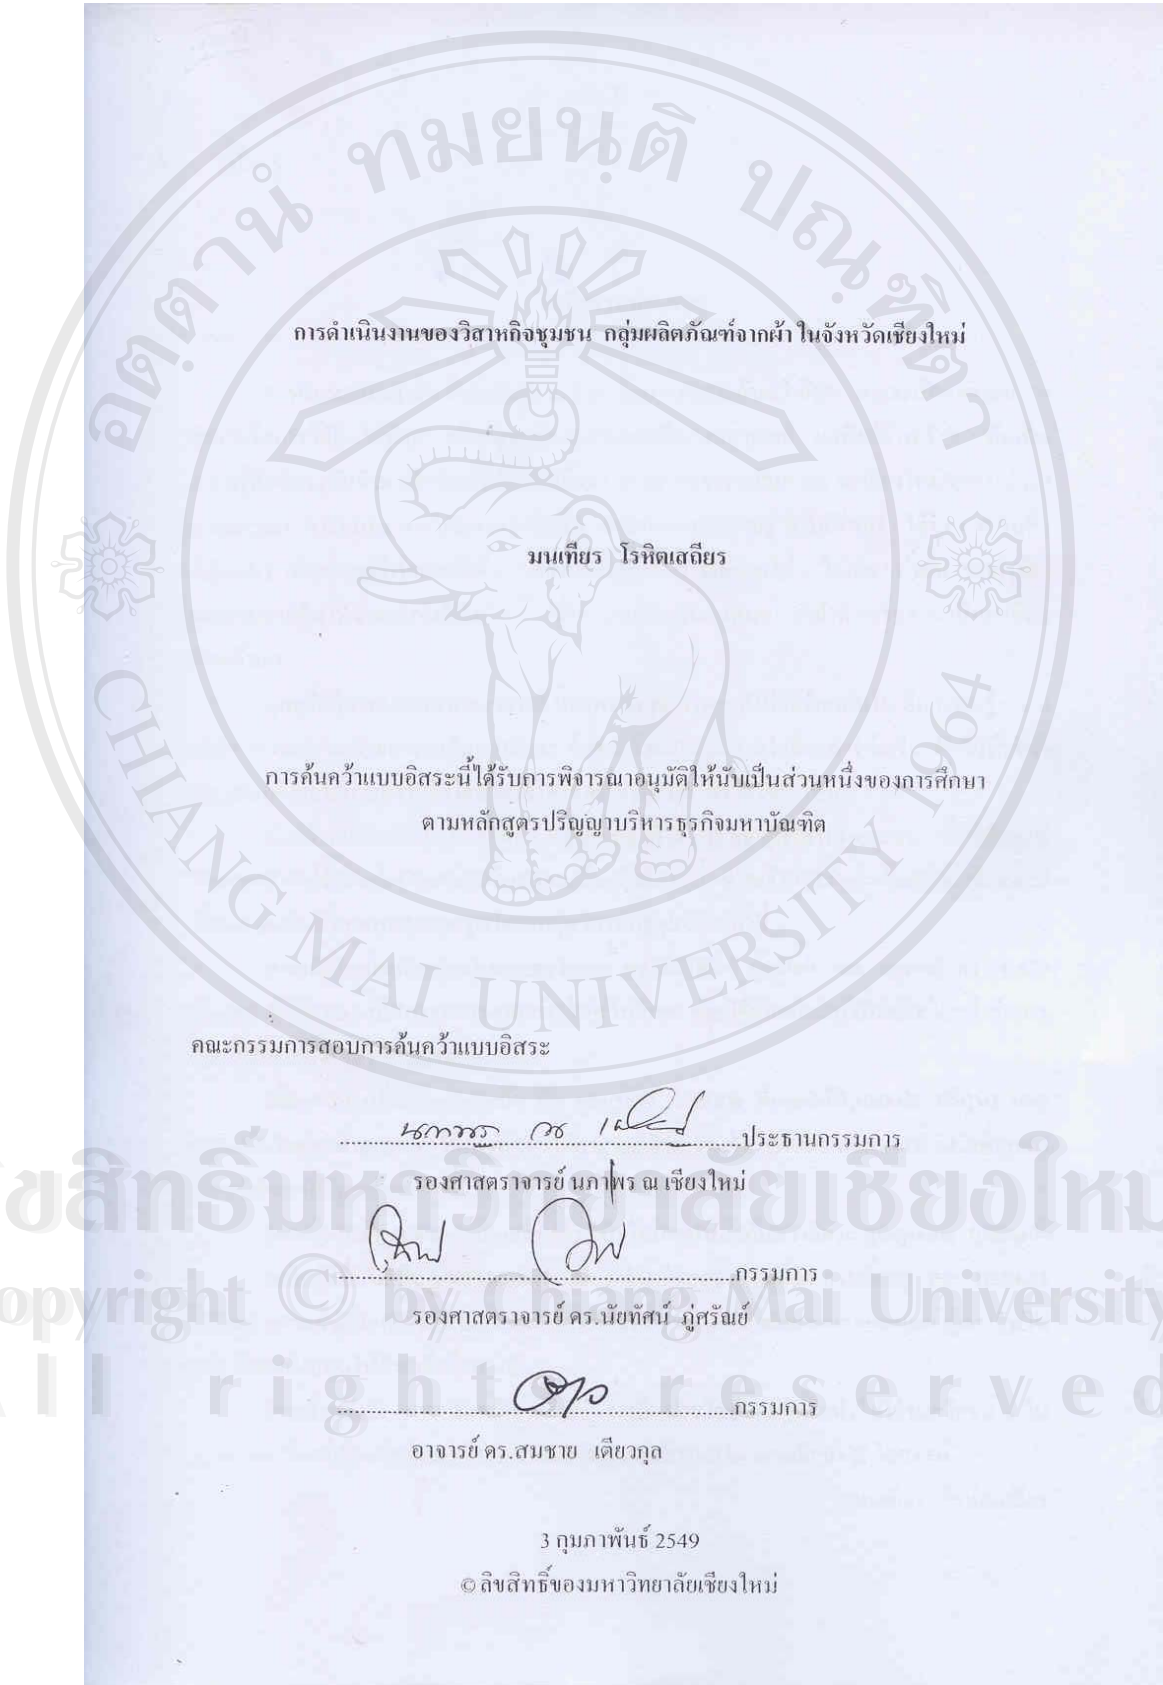 อตฺตานํ ทมยนฺติ ปณฺฑิตา
การดำเนินงานของวิสาหกิจชุมชน กลุ่มผลิตภัณฑ์จากผ้า ในจังหวัดเชียงใหม่
มนเทียร โรหิตเสถียร
การค้นคว้าแบบอิสระนี้ได้รับการพิจารณาอนุมัติให้นับเป็นส่วนหนึ่งของการศึกษา
ตามหลักสูตรปริญญาบริหารธุรกิจมหาบัณฑิต
CHIANG MAI UNIVERSITY 1964
คณะกรรมการสอบการค้นคว้าแบบอิสระ
........ประธานกรรมการ
รองศาสตราจารย์ นภาพร ณ เชียงใหม่
ขสิทธิ์มหาวิทยาลัยเชียงให
........กรรมการ
opyright © by Chiang Mai University
รองศาสตราจารย์ ดร.นัยทัศน์ ภู่ศรัณย์
ll rights reserved
........กรรมการ
อาจารย์ ดร.สมชาย เตียวกุล
3 กุมภาพันธ์ 2549
© ลิขสิทธิ์ของมหาวิทยาลัยเชียงใหม่